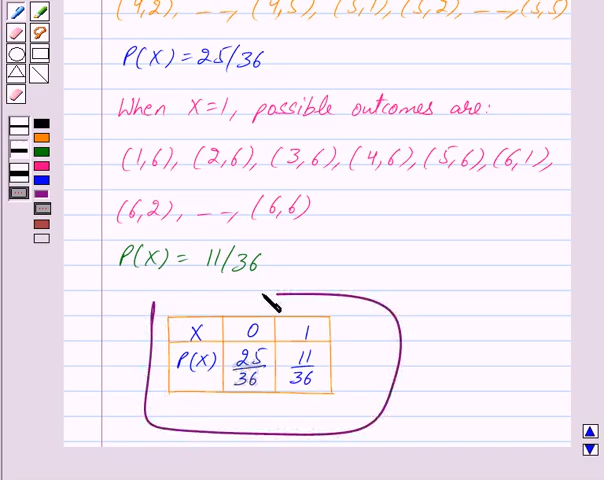 (4,2), - --, (4,5), (5,1), (5,2), - --, (5,5)
P(X) = 25/36
When X=1, possible outcomes are:
(1,6), (2,6), (3,6), (4,6), (5,6), (6,1),
(6,2), - --, (6,6)
P(X) = 11/36
X 0 1
P(X) 25/36 11/36